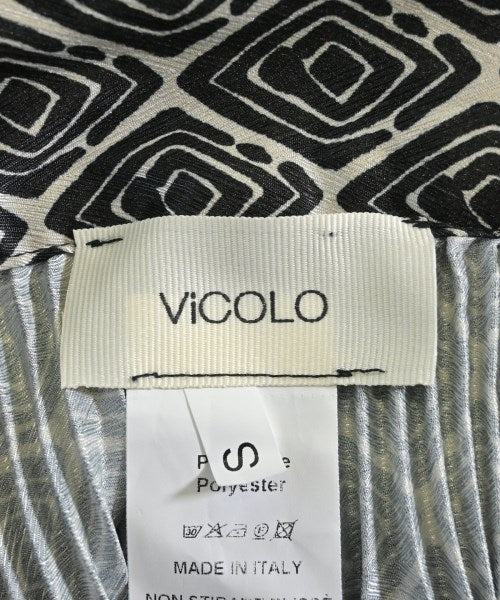 ViCOLO
S
Polyester
MADE IN ITALY